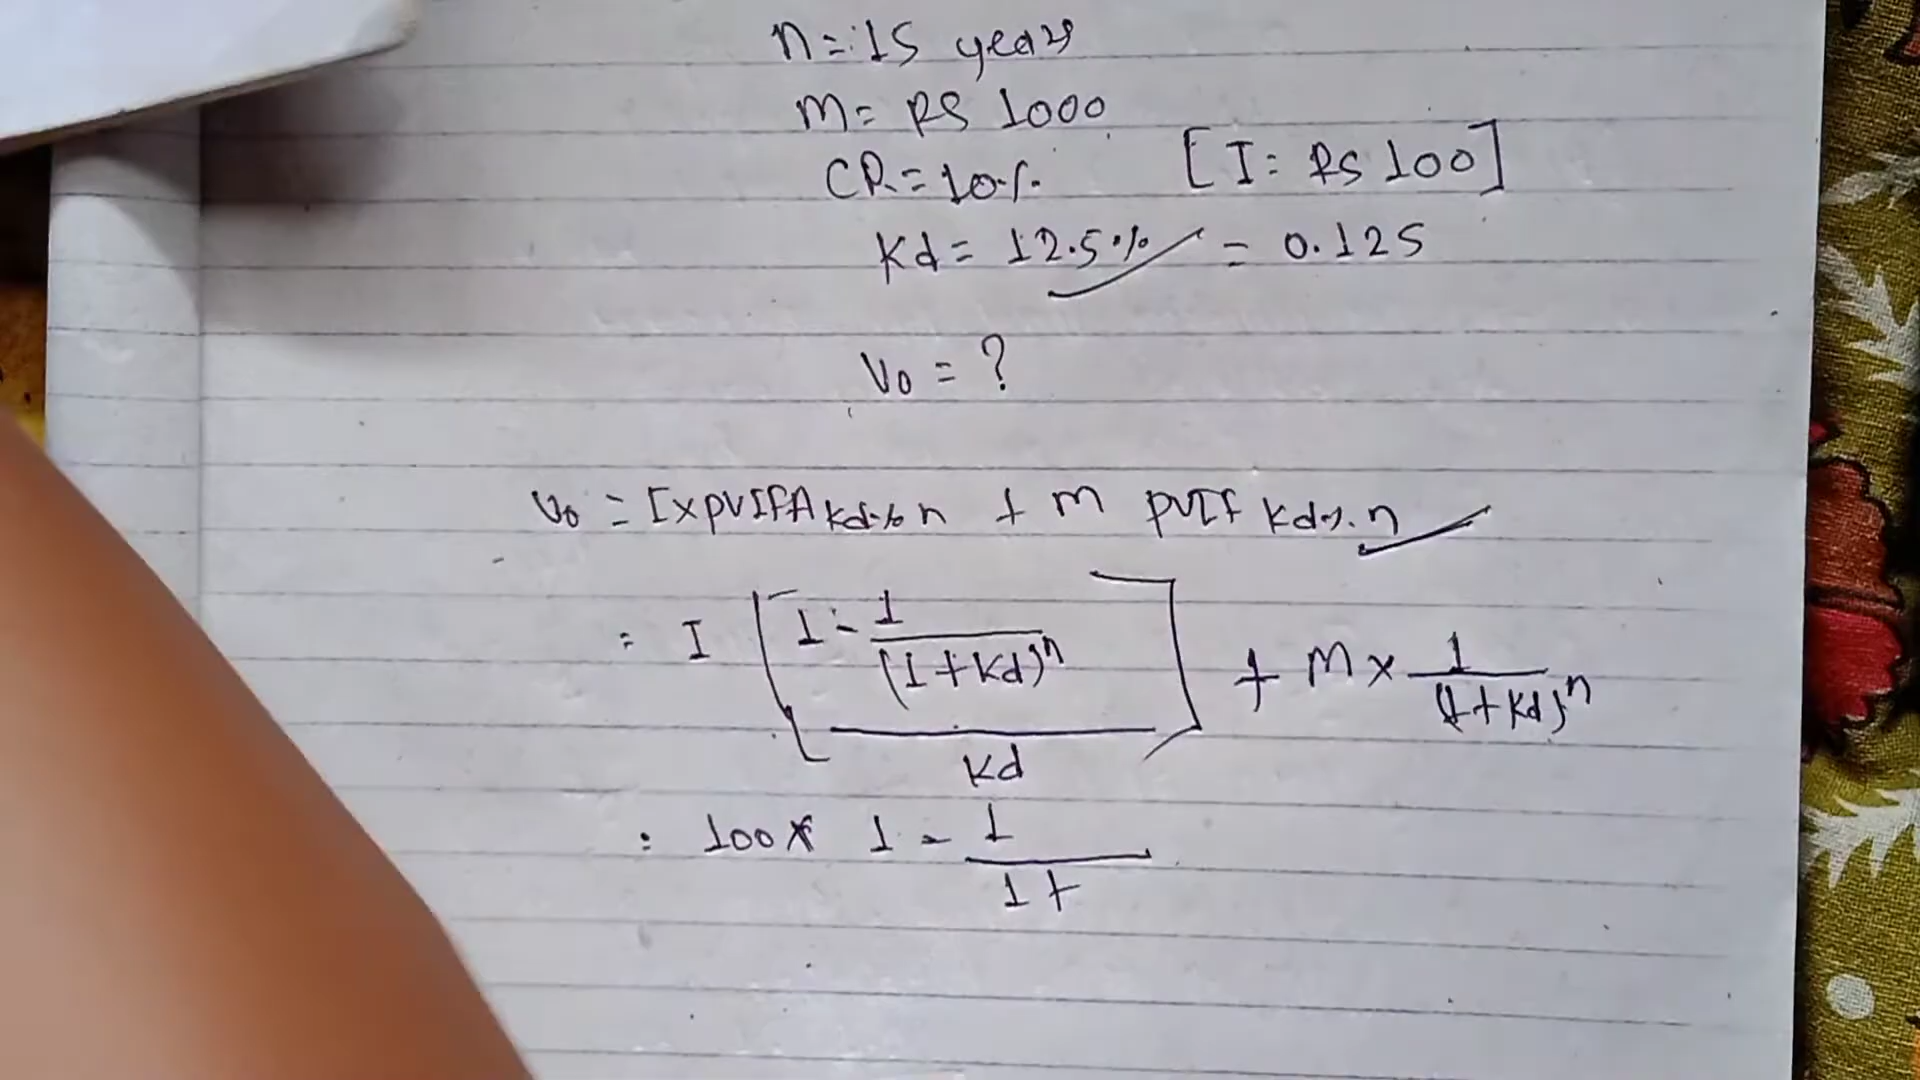 n = 15 years
M = RS 1000
CR = 10% [I = RS 100]
Kd = 12.5% = 0.125
V0 = ?
V0 = I x PVIFA Kd% n + M PVIF Kd%. n
= I [1 - 1/(1+Kd)^n / Kd] + M x 1/(1+Kd)^n
= 100 x 1 - 1/1+